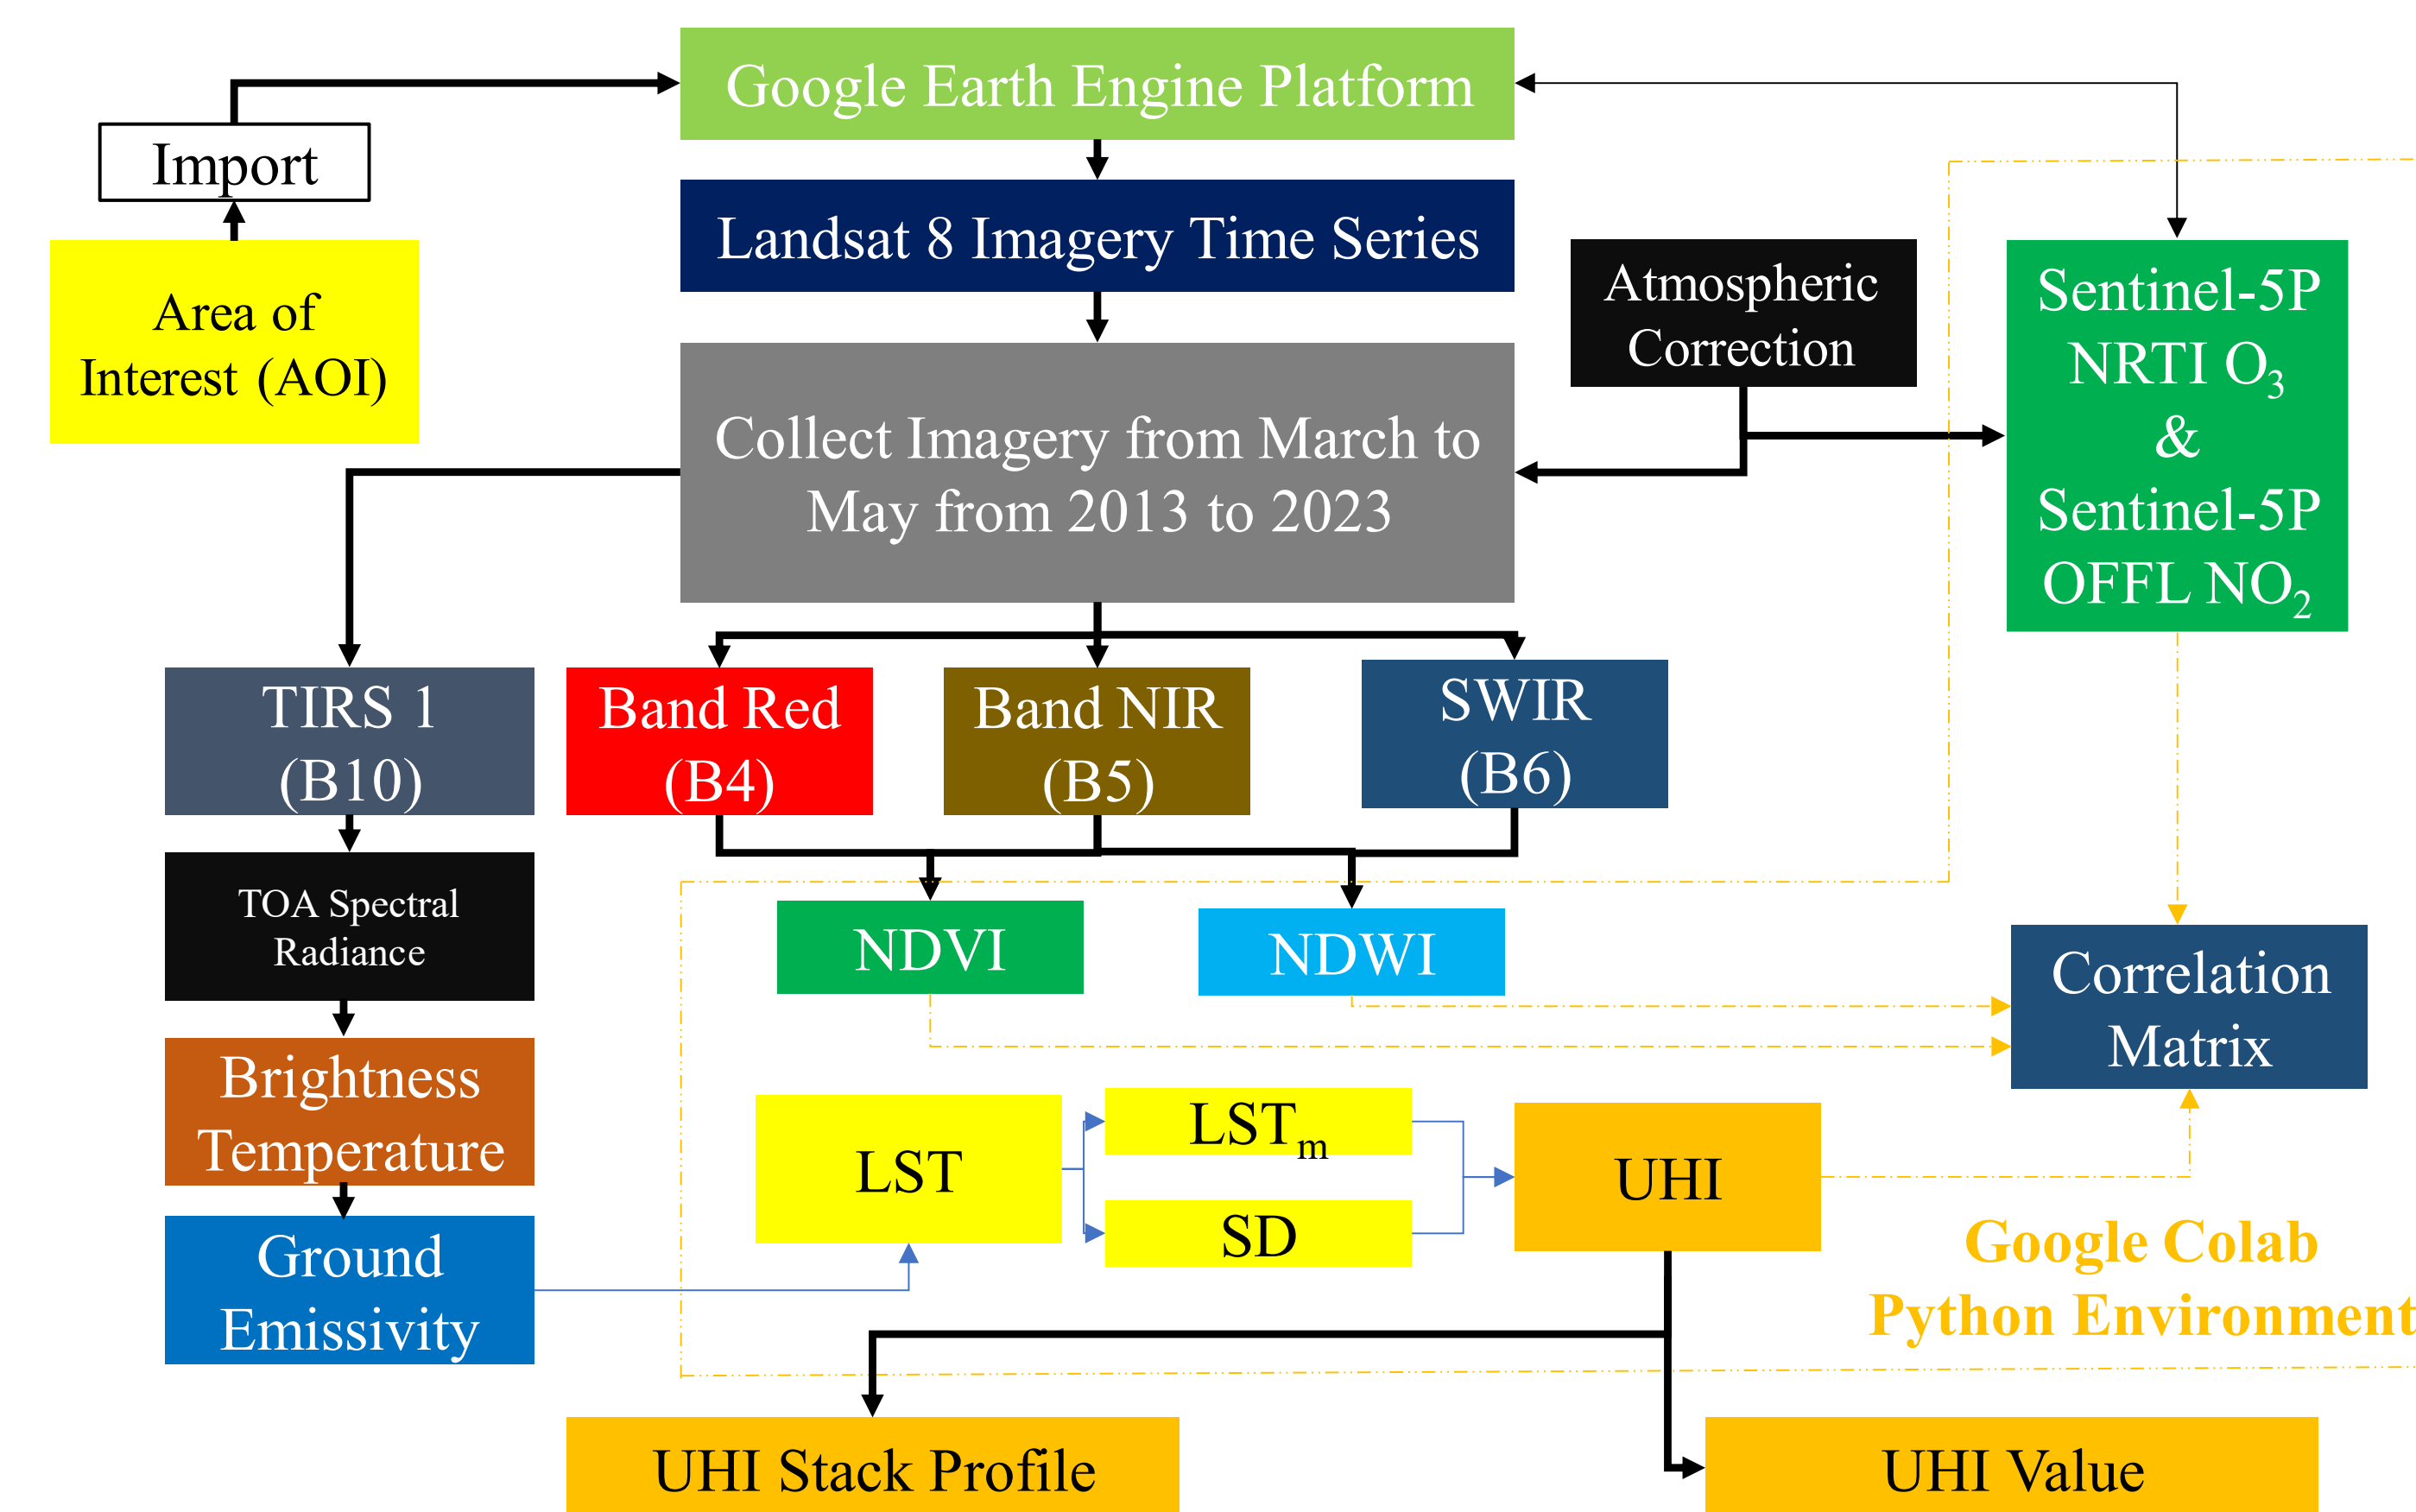 Google Earth Engine Platform
Import
Landsat 8 Imagery Time Series
Area of
Interest (AOI)
Atmospheric
Correction
Sentinel-5P
NRTI O3
&
Sentinel-5P
OFFL NO2
Collect Imagery from March to
May from 2013 to 2023
TIRS 1
(B10)
Band Red
(B4)
Band NIR
(B5)
SWIR
(B6)
TOA Spectral
Radiance
NDVI
NDWI
Correlation
Matrix
Brightness
Temperature
LST
LSTm
SD
UHI
Ground
Emissivity
Google Colab
Python Environment
UHI Stack Profile
UHI Value